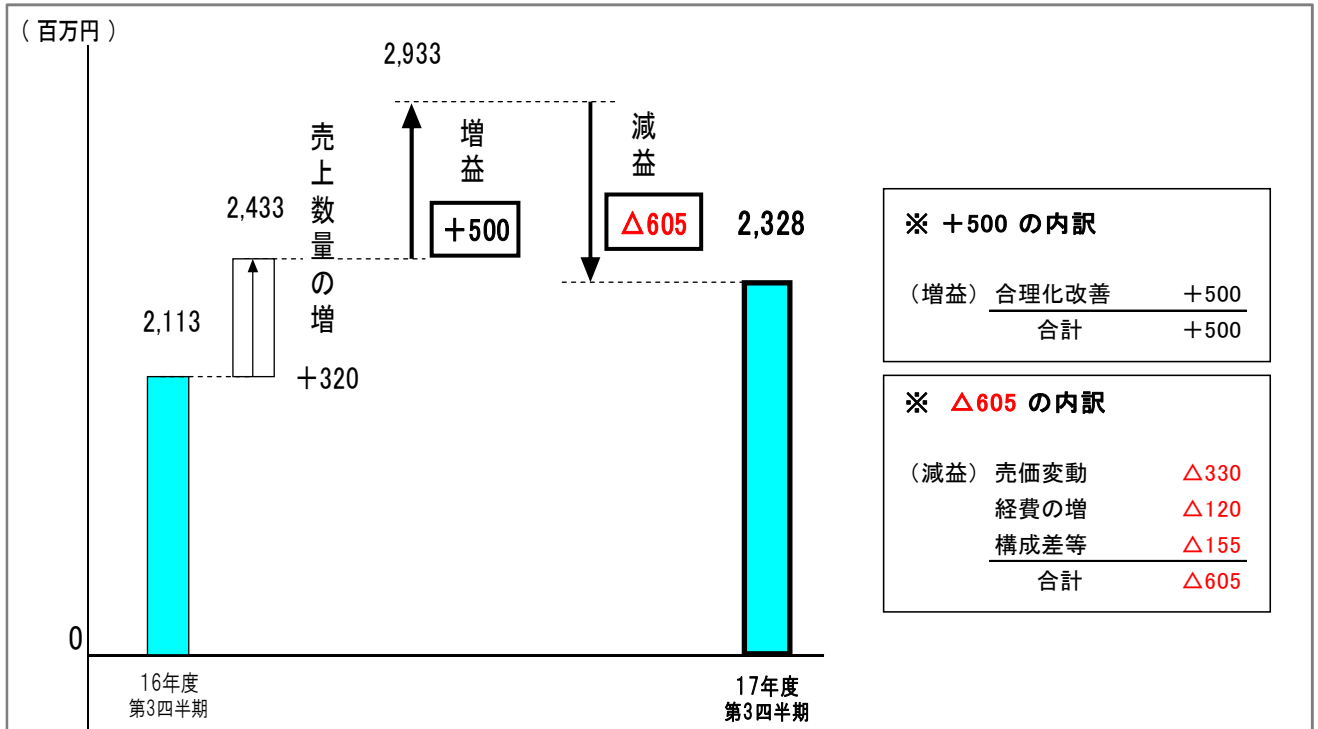 （ 百万円 ）
2,933
売上数量の増
増益
減益
2,433
＋500
△605
2,328
2,113
＋320
0
16年度
第3四半期
17年度
第3四半期
※ ＋500 の内訳
（増益） 合理化改善 ＋500
合計 ＋500
※ △605 の内訳
（減益） 売価変動 △330
経費の増 △120
構成差等 △155
合計 △605